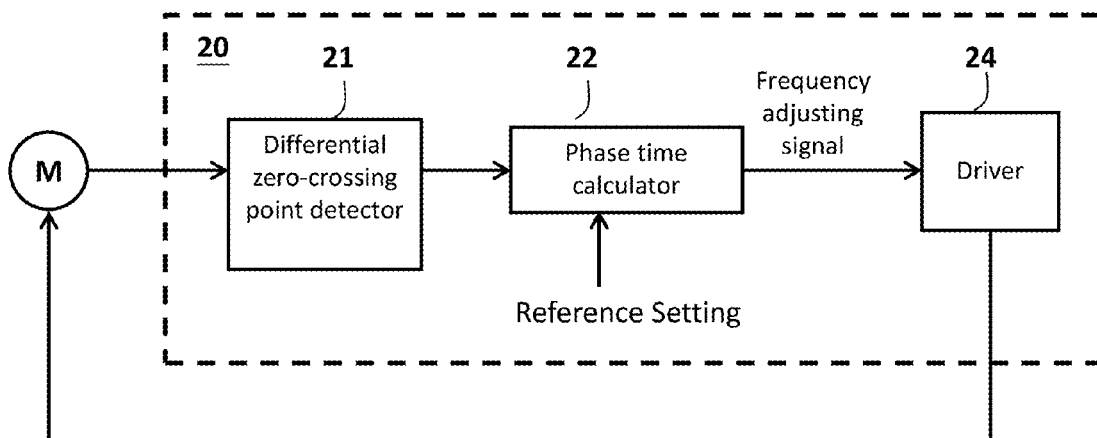 20
21
22
24
Frequency
adjusting
signal
M
Differential
zero-crossing
point detector
Phase time
calculator
Driver
Reference Setting